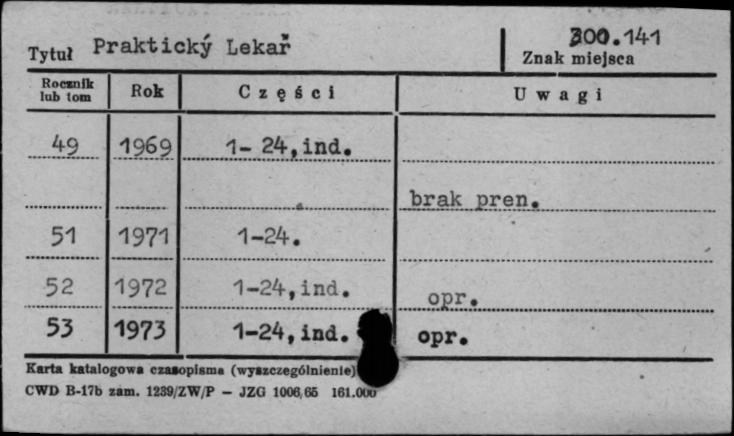 Tytuł Praktický Lekař
300.141
Znak miejsca
Rocznik lub tom Rok Części Uwagi
49 1969 1-24,ind.
brak pren.
51 1971 1-24.
52 1972 1-24,ind. opr.
53 1973 1-24,ind. opr.
Karta katalogowa czasopisma (wyszczególnienie)
CWD B-17b zam. 1239/ZW/P — JZG 1006/65 161.000